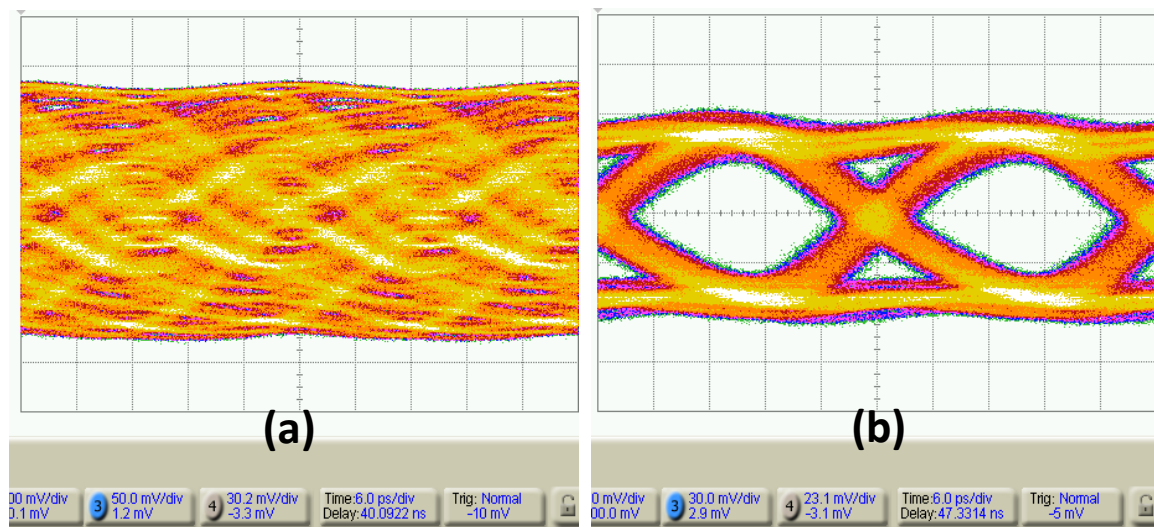 (a)
00 mV/div
0.1 mV
3
50.0 mV/div
1.2 mV
4
30.2 mV/div
-3.3 mV
Time:6.0 ps/div
Delay:40.0922 ns
Trig: Normal
-10 mV
(b)
0 mV/div
00.0 mV
3
30.0 mV/div
2.9 mV
4
23.1 mV/div
-3.1 mV
Time:6.0 ps/div
Delay:47.3314 ns
Trig: Normal
-5 mV